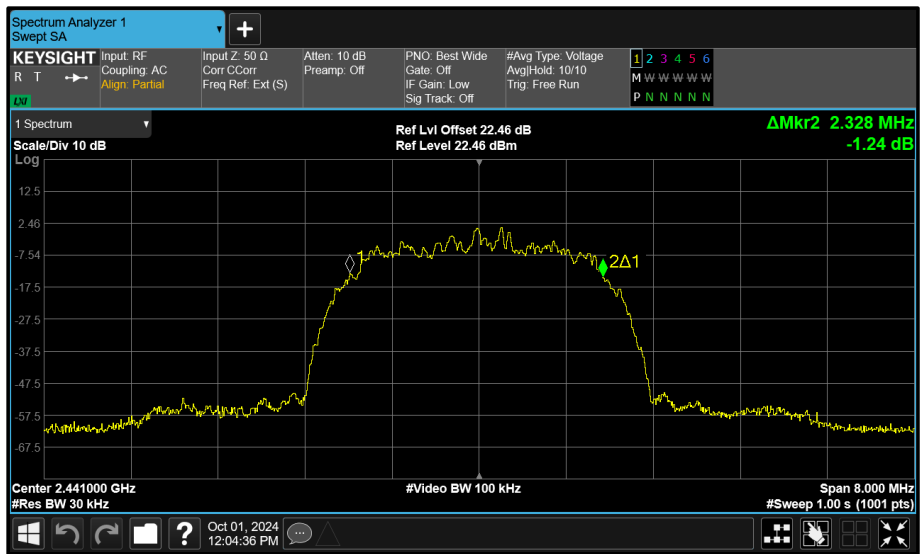 Spectrum Analyzer 1
Swept SA
+
KEYSIGHT
R T
LXI
Input: RF
Coupling: AC
Align: Partial
Input Z: 50 Ω
Corr CCorr
Freq Ref: Ext (S)
Atten: 10 dB
Preamp: Off
PNO: Best Wide
Gate: Off
IF Gain: Low
Sig Track: Off
#Avg Type: Voltage
Avg|Hold: 10/10
Trig: Free Run
1 2 3 4 5 6
M W W W W W
P N N N N N
1 Spectrum
Scale/Div 10 dB
Ref Lvl Offset 22.46 dB
Ref Level 22.46 dBm
ΔMkr2 2.328 MHz
-1.24 dB
Log
12.5
2.46
-7.54
-17.5
-27.5
-37.5
-47.5
-57.5
-67.5
1
2Δ1
Center 2.441000 GHz
#Res BW 30 kHz
#Video BW 100 kHz
Span 8.000 MHz
#Sweep 1.00 s (1001 pts)
?
Oct 01, 2024
12:04:36 PM